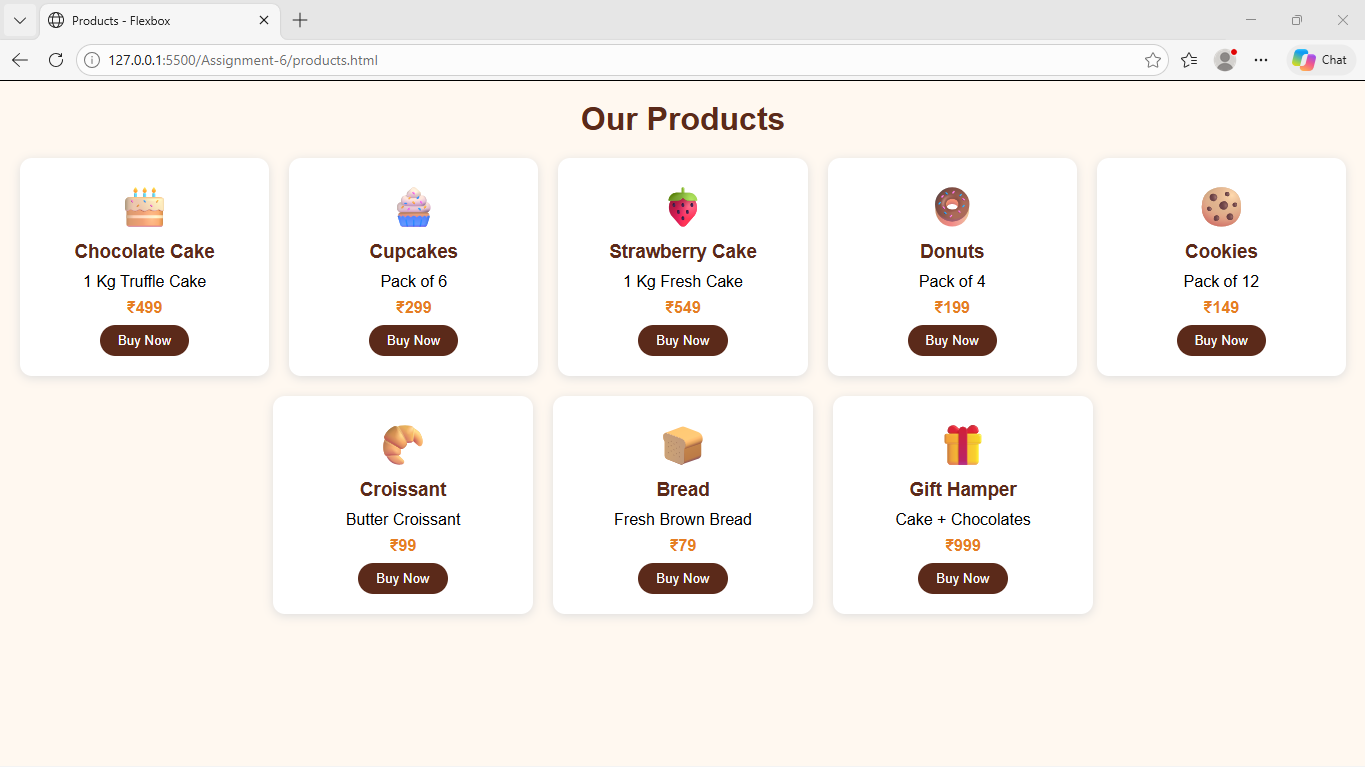 Products - Flexbox
127.0.0.1:5500/Assignment-6/products.html
Chat
Our Products
Chocolate Cake
1 Kg Truffle Cake
₹499
Buy Now
Cupcakes
Pack of 6
₹299
Buy Now
Strawberry Cake
1 Kg Fresh Cake
₹549
Buy Now
Donuts
Pack of 4
₹199
Buy Now
Cookies
Pack of 12
₹149
Buy Now
Croissant
Butter Croissant
₹99
Buy Now
Bread
Fresh Brown Bread
₹79
Buy Now
Gift Hamper
Cake + Chocolates
₹999
Buy Now